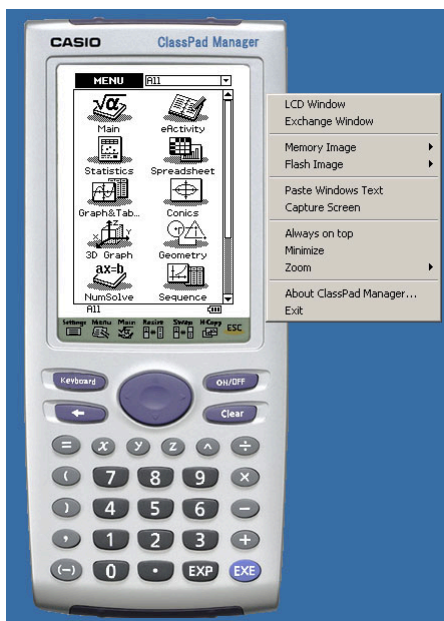 CASIO ClassPad Manager
MENU All
Main eActivity
Statistics Spreadsheet
Graph&Tab… Conics
3D Graph Geometry
NumSolve Sequence
All
Settings Menu Main Resize Swap H-Copy ESC
Keyboard ON/OFF
Clear
= x y z ^ ÷
( 7 8 9 ×
) 4 5 6 −
, 1 2 3 +
(−) 0 • EXP EXE
LCD Window
Exchange Window
Memory Image
Flash Image
Paste Windows Text
Capture Screen
Always on top
Minimize
Zoom
About ClassPad Manager...
Exit